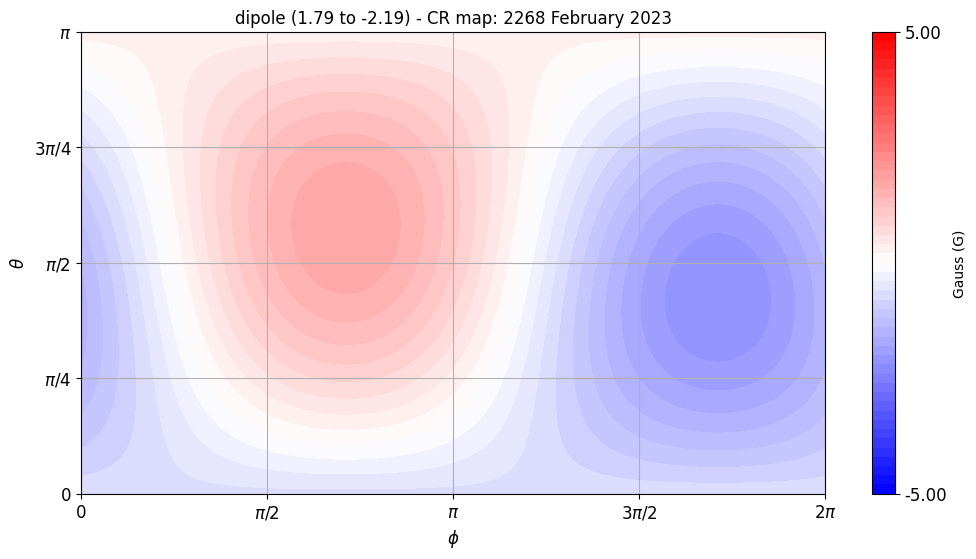 dipole (1.79 to -2.19) - CR map: 2268 February 2023
π
3π/4
π/2
π/4
0
θ
0
π/2
π
3π/2
2π
ϕ
5.00
-5.00
Gauss (G)